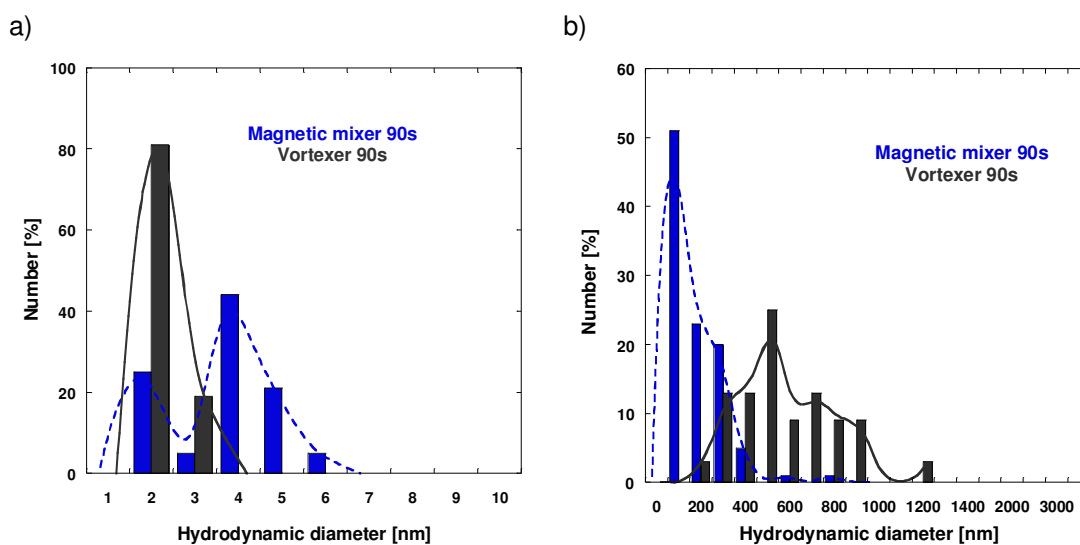 a)
100
80
60
40
20
0
Number [%]
Magnetic mixer 90s
Vortexer 90s
1 2 3 4 5 6 7 8 9 10
Hydrodynamic diameter [nm]
b)
60
50
40
30
20
10
0
Number [%]
Magnetic mixer 90s
Vortexer 90s
0 200 400 600 800 1000 1200 1400 2000 3000
Hydrodynamic diameter [nm]